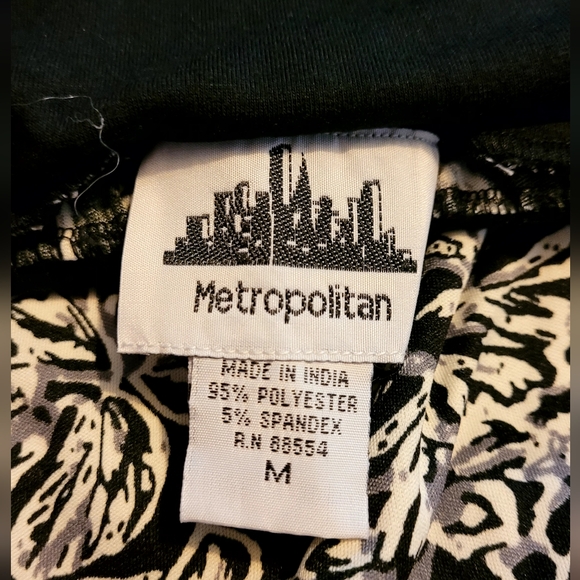 Metropolitan
MADE IN INDIA
95% POLYESTER
5% SPANDEX
R.N 88554
M